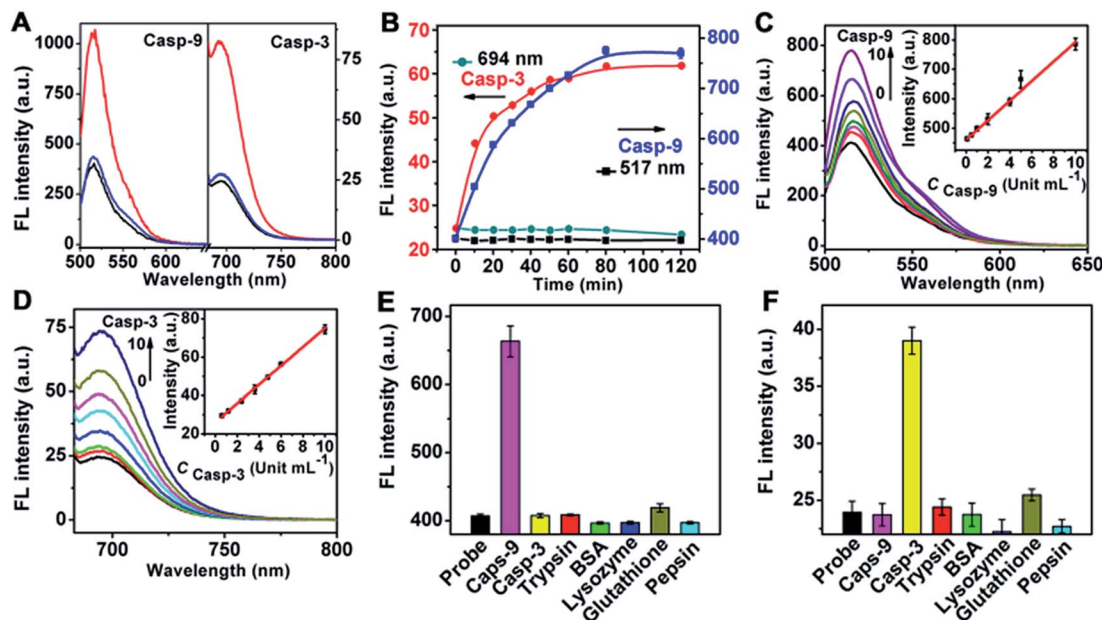 A
Casp-9
Casp-3
1000
750
500
250
0
75
50
25
0
500 550 600 700 750 800
Wavelength (nm)
FL intensity (a.u.)
B
694 nm
Casp-3
Casp-9
517 nm
70
60
50
40
30
20
800
700
600
500
400
0 20 40 60 80 100 120
Time (min)
FL intensity (a.u.)
FL intensity (a.u.)
C
Casp-9
10
0
800
600
400
200
0
500 550 600 650
Wavelength (nm)
FL intensity (a.u.)
800
700
600
500
0 2 4 6 8 10
C Casp-9 (Unit mL-1)
Intensity (a.u.)
D
Casp-3
10
0
75
50
25
0
700 750 800
Wavelength (nm)
FL intensity (a.u.)
80
60
40
20
0 2 4 6 8 10
C Casp-3 (Unit mL-1)
Intensity (a.u.)
E
700
600
500
400
FL intensity (a.u.)
Probe
Caps-9
Casp-3
Trypsin
BSA
Lysozyme
Glutathione
Pepsin
F
40
35
30
25
FL intensity (a.u.)
Probe
Caps-9
Casp-3
Trypsin
BSA
Lysozyme
Glutathione
Pepsin